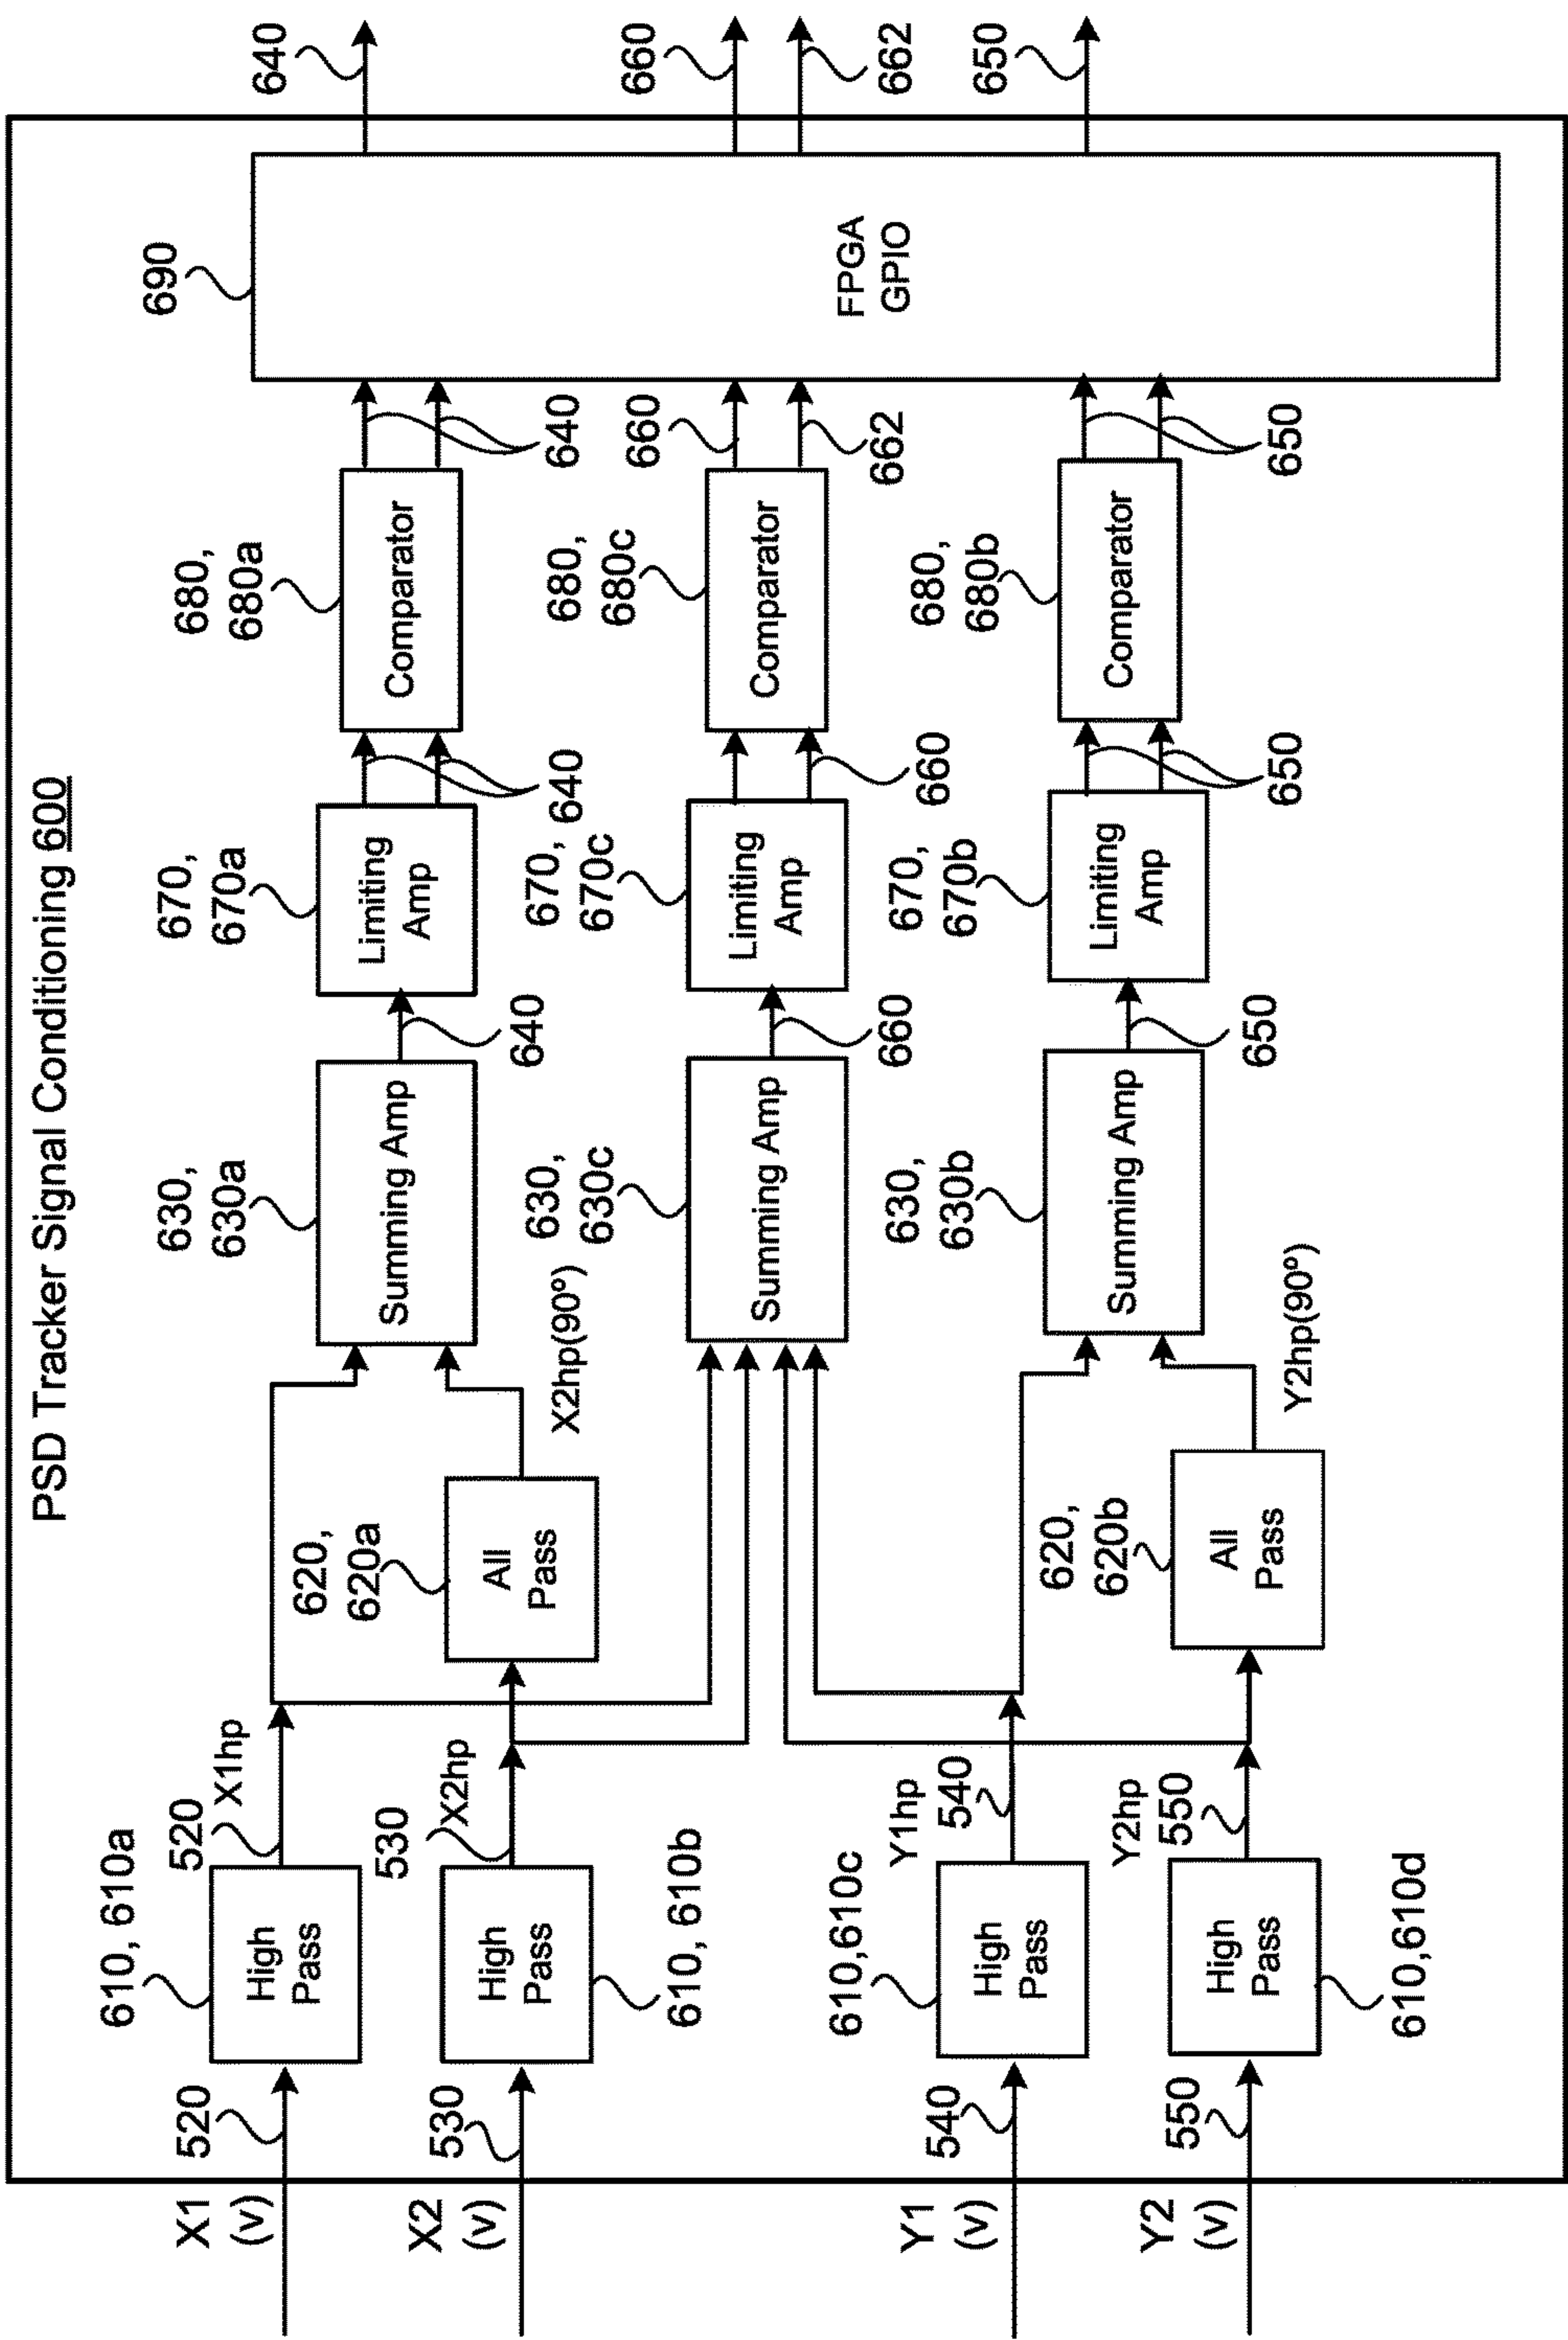 PSD Tracker Signal Conditioning 600
X1
(v)
520
610, 610a
High
Pass
520
X1hp
X2
(v)
530
High
Pass
610, 610b
530
X2hp
620,
620a
All
Pass
X2hp(90º)
630,
630a
Summing Amp
640
670,
670a
Limiting
Amp
640
680,
680a
Comparator
640
630,
630c
Summing Amp
660
670,
670c
Limiting
Amp
660
680,
680c
Comparator
660
662
Y1
(v)
540
610,610c
High
Pass
Y1hp
540
Y2
(v)
550
High
Pass
610,610d
Y2hp
550
620,
620b
All
Pass
Y2hp(90º)
630,
630b
Summing Amp
650
670,
670b
Limiting
Amp
650
680,
680b
Comparator
650
690
FPGA
GPIO
640
660
662
650